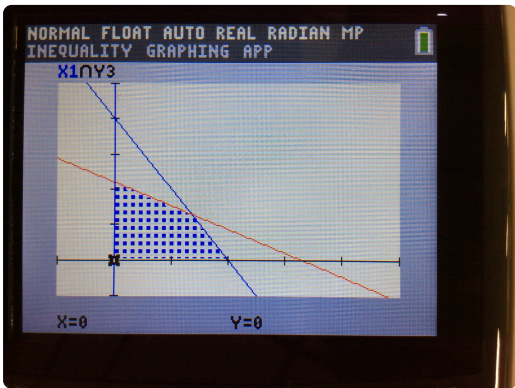 NORMAL FLOAT AUTO REAL RADIAN MP
INEQUALITY GRAPHING APP
X1∩Y3
X=0 Y=0